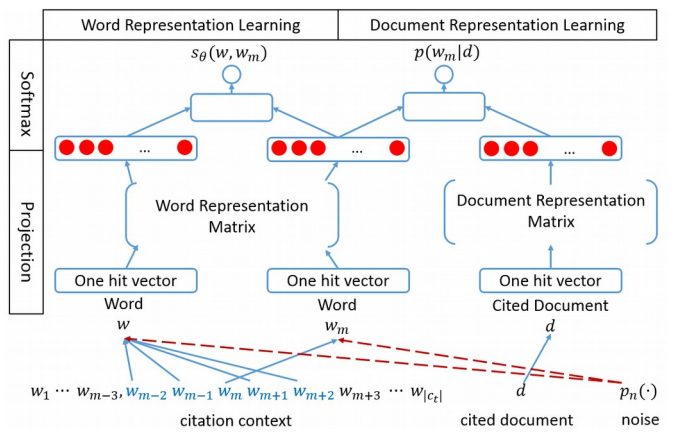 Word Representation Learning Document Representation Learning
Softmax
s_θ(w, w_m) p(w_m|d)
... ... ...
Projection
Word Representation Matrix
Document Representation Matrix
One hit vector One hit vector One hit vector
Word Word Cited Document
w w_m d
w_1 ⋯ w_{m−3}, w_{m−2} w_{m−1} w_m w_{m+1} w_{m+2} w_{m+3} ⋯ w_{|c_t|} d p_n(·)
citation context cited document noise